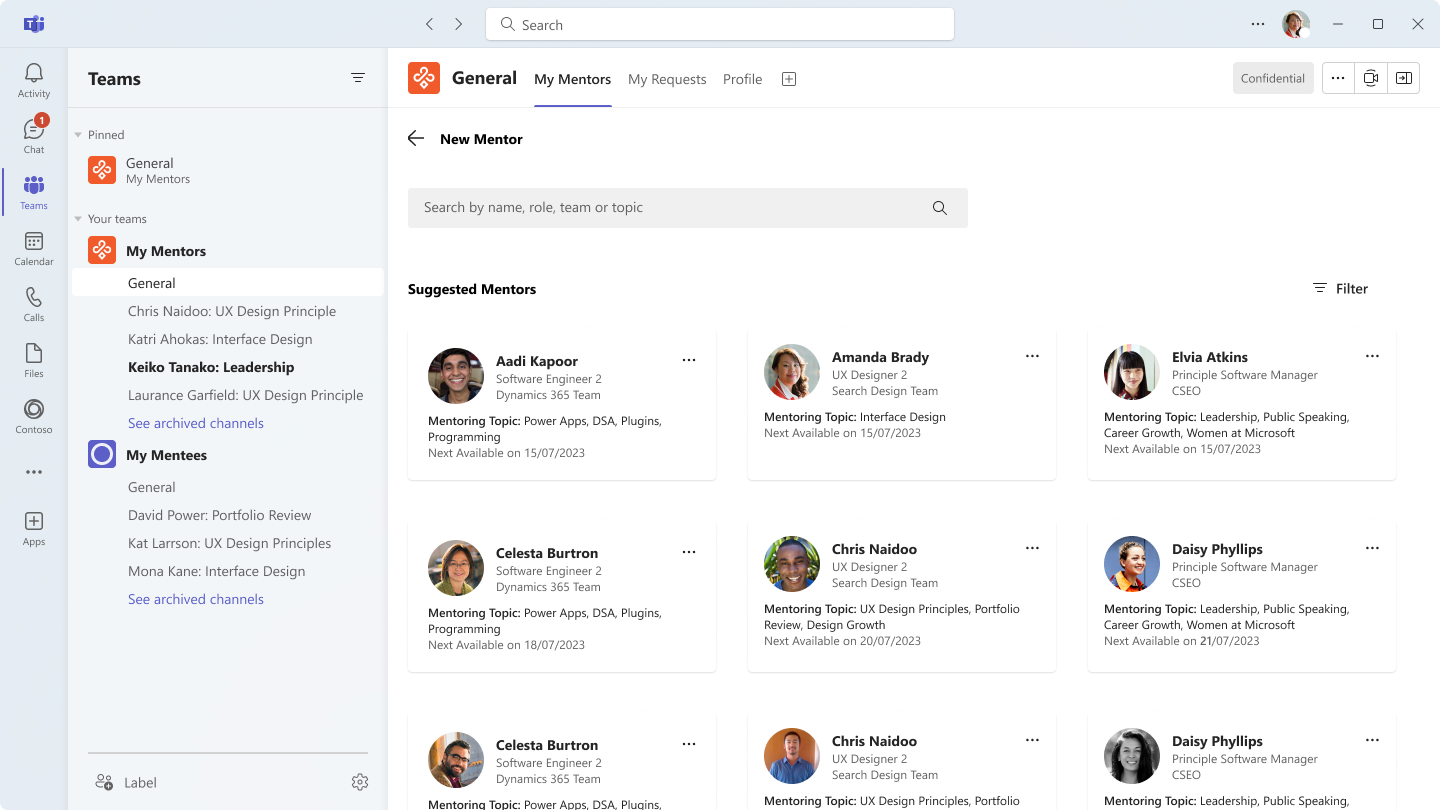 Search
Activity
1
Chat
Teams
Calendar
Calls
Files
Contoso
Apps
Teams
Pinned
General
My Mentors
Your teams
My Mentors
General
Chris Naidoo: UX Design Principle
Katri Ahokas: Interface Design
Keiko Tanako: Leadership
Laurance Garfield: UX Design Principle
See archived channels
My Mentees
General
David Power: Portfolio Review
Kat Larrson: UX Design Principles
Mona Kane: Interface Design
See archived channels
Label
General
My Mentors
My Requests
Profile
Confidential
New Mentor
Search by name, role, team or topic
Suggested Mentors
Filter
Aadi Kapoor
Software Engineer 2
Dynamics 365 Team
Mentoring Topic: Power Apps, DSA, Plugins,
Programming
Next Available on 15/07/2023
Amanda Brady
UX Designer 2
Search Design Team
Mentoring Topic: Interface Design
Next Available on 15/07/2023
Elvia Atkins
Principle Software Manager
CSEO
Mentoring Topic: Leadership, Public Speaking,
Career Growth, Women at Microsoft
Next Available on 15/07/2023
Celesta Burtron
Software Engineer 2
Dynamics 365 Team
Mentoring Topic: Power Apps, DSA, Plugins,
Programming
Next Available on 18/07/2023
Chris Naidoo
UX Designer 2
Search Design Team
Mentoring Topic: UX Design Principles, Portfolio
Review, Design Growth
Next Available on 20/07/2023
Daisy Phyllips
Principle Software Manager
CSEO
Mentoring Topic: Leadership, Public Speaking,
Career Growth, Women at Microsoft
Next Available on 21/07/2023
Celesta Burtron
Software Engineer 2
Dynamics 365 Team
Mentoring Topic: Power Apps, DSA, Plugins,
Chris Naidoo
UX Designer 2
Search Design Team
Mentoring Topic: UX Design Principles, Portfolio
Daisy Phyllips
Principle Software Manager
CSEO
Mentoring Topic: Leadership, Public Speaking,